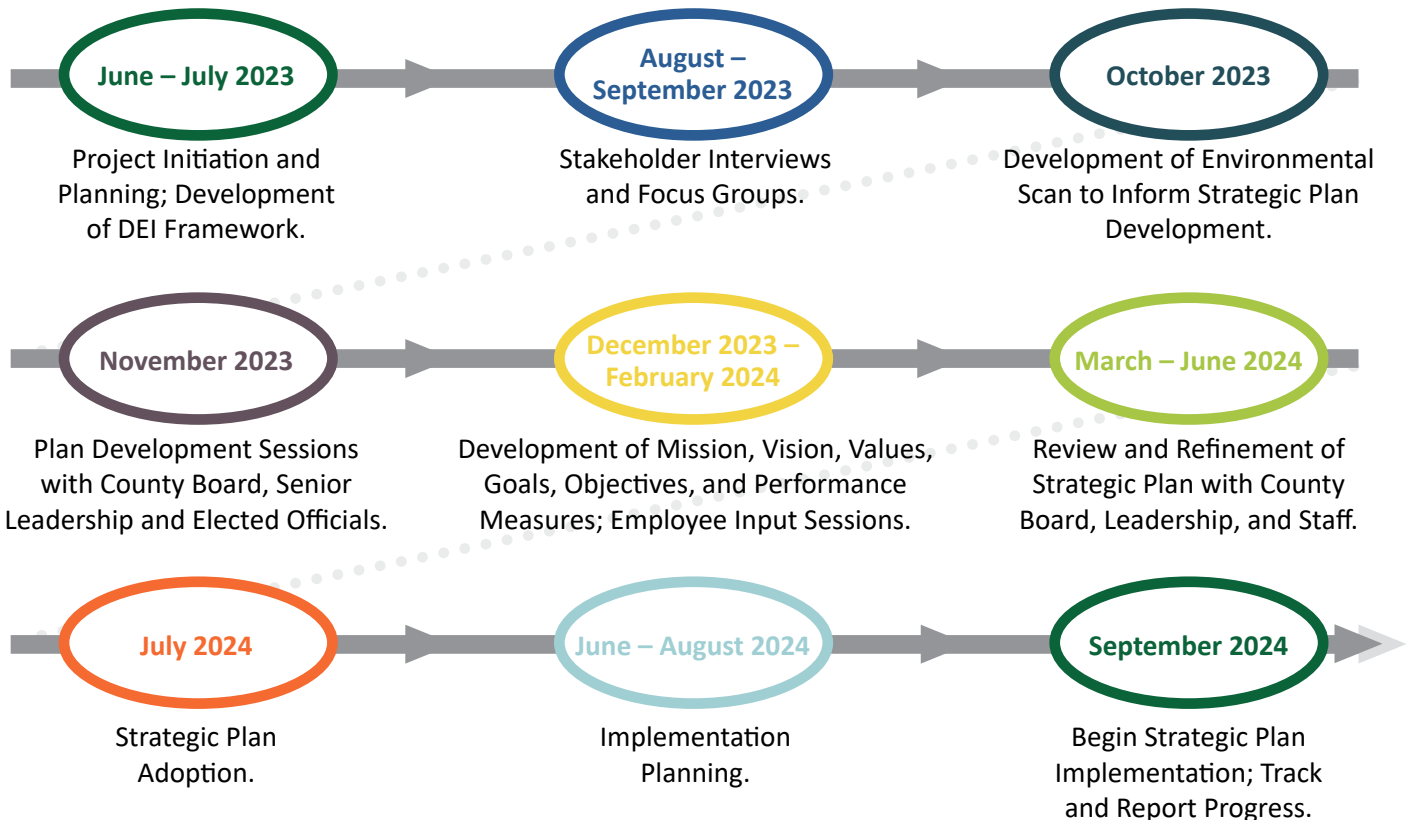 June – July 2023
Project Initiation and
Planning; Development
of DEI Framework.
August –
September 2023
Stakeholder Interviews
and Focus Groups.
October 2023
Development of Environmental
Scan to Inform Strategic Plan
Development.
November 2023
Plan Development Sessions
with County Board, Senior
Leadership and Elected Officials.
December 2023 –
February 2024
Development of Mission, Vision, Values,
Goals, Objectives, and Performance
Measures; Employee Input Sessions.
March – June 2024
Review and Refinement of
Strategic Plan with County
Board, Leadership, and Staff.
July 2024
Strategic Plan
Adoption.
June – August 2024
Implementation
Planning.
September 2024
Begin Strategic Plan
Implementation; Track
and Report Progress.